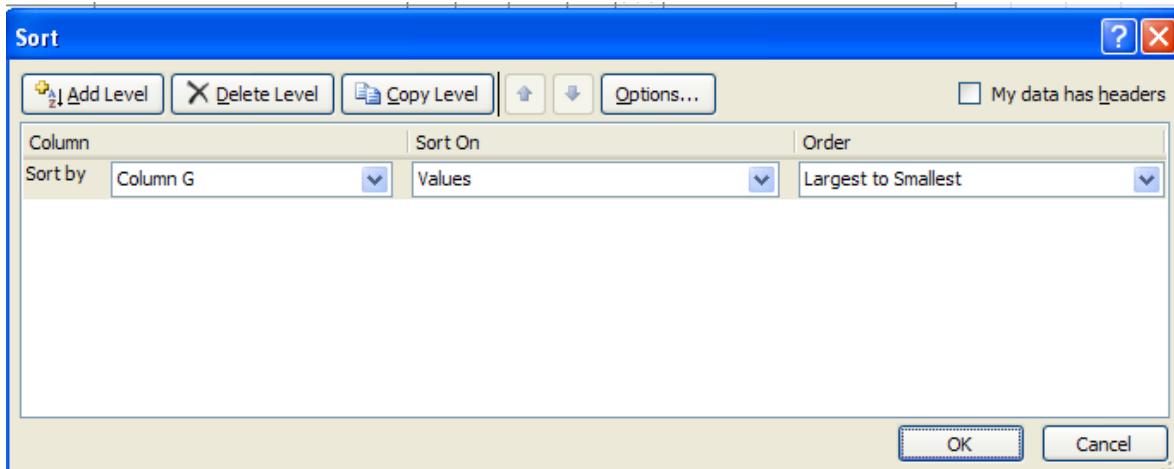 Sort
Add Level Delete Level Copy Level Options... My data has headers
Column Sort On Order
Sort by Column G Values Largest to Smallest
OK Cancel